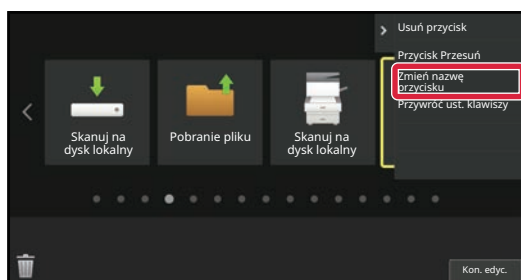 Usuń przycisk
Przycisk Przesuń
Zmień nazwę
przycisku
Przywróć ust. klawiszy
Skanuj na
dysk lokalny
Pobranie pliku
Skanuj na
dysk lokalny
Kon. edyc.